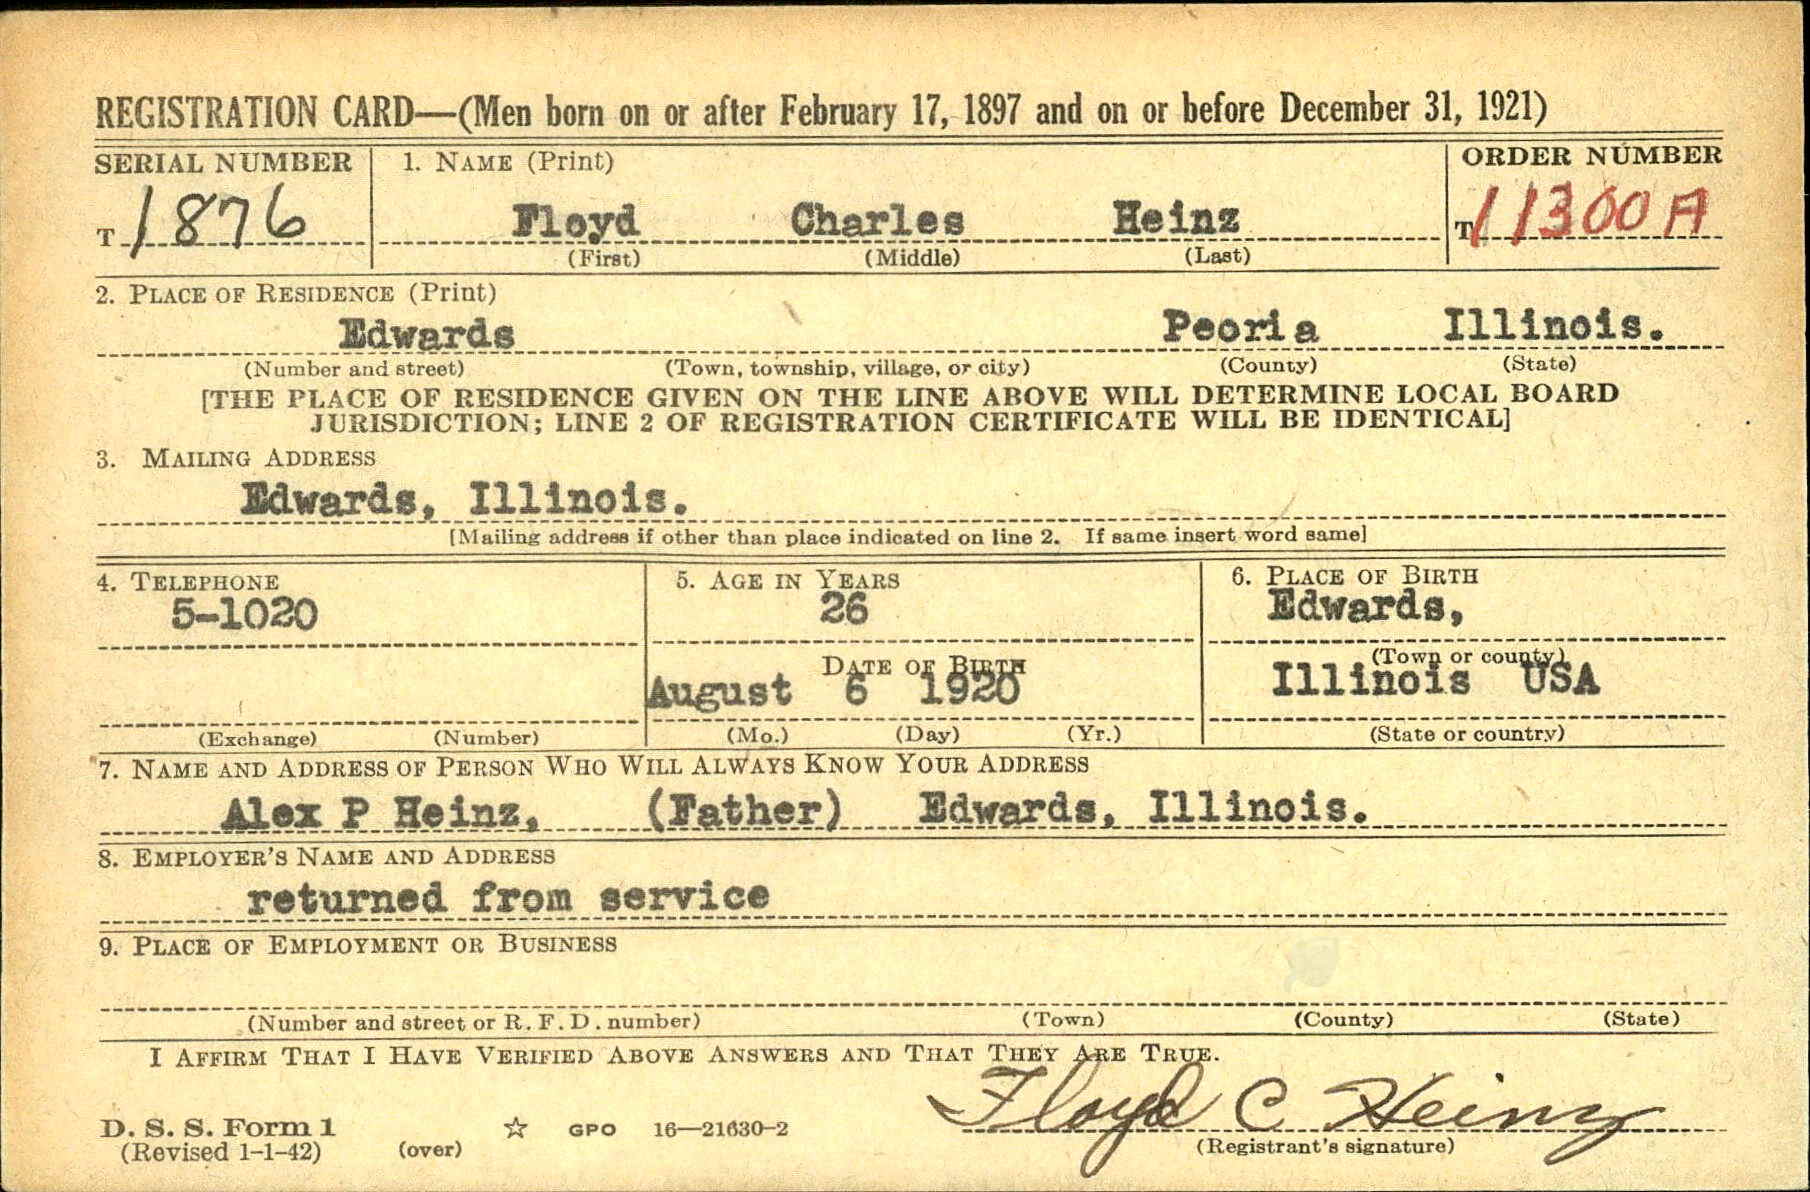 REGISTRATION CARD—(Men born on or after February 17, 1897 and on or before December 31, 1921)
SERIAL NUMBER 1. NAME (Print) ORDER NUMBER
T 1876 Floyd Charles Heinz T 11300 A
(First) (Middle) (Last)
2. PLACE OF RESIDENCE (Print)
Edwards Peoria Illinois.
(Number and street) (Town, township, village, or city) (County) (State)
[THE PLACE OF RESIDENCE GIVEN ON THE LINE ABOVE WILL DETERMINE LOCAL BOARD
JURISDICTION; LINE 2 OF REGISTRATION CERTIFICATE WILL BE IDENTICAL]
3. MAILING ADDRESS
Edwards, Illinois.
[Mailing address if other than place indicated on line 2. If same insert word same]
4. TELEPHONE 5. AGE IN YEARS 6. PLACE OF BIRTH
5-1020 26 Edwards,
DATE OF BIRTH (Town or county)
August 6 1920 Illinois USA
(Exchange) (Number) (Mo.) (Day) (Yr.) (State or country)
7. NAME AND ADDRESS OF PERSON WHO WILL ALWAYS KNOW YOUR ADDRESS
Alex P Heinz, (Father) Edwards, Illinois.
8. EMPLOYER'S NAME AND ADDRESS
returned from service
9. PLACE OF EMPLOYMENT OR BUSINESS
(Number and street or R. F. D. number) (Town) (County) (State)
I AFFIRM THAT I HAVE VERIFIED ABOVE ANSWERS AND THAT THEY ARE TRUE.
Floyd C Heinz
D. S. S. Form 1 ☆ GPO 16—21630-2
(Revised 1-1-42) (over) (Registrant's signature)